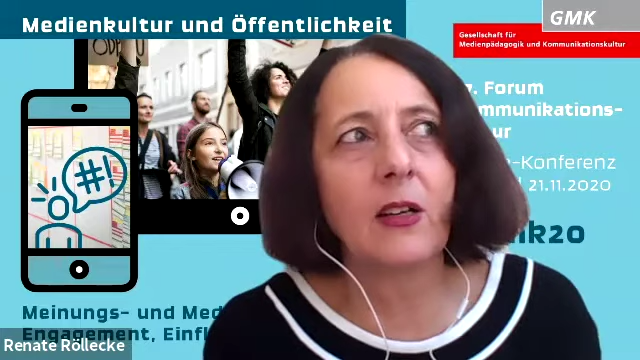 Medienkultur und Öffentlichkeit
GMK
Gesellschaft für
Medienpädagogik und Kommunikationskultur
. Forum
mmunikations-
ur
-Konferenz
21.11.2020
#!
k20
Meinungs- und Med
Engagement, Einfl
Renate Röllecke